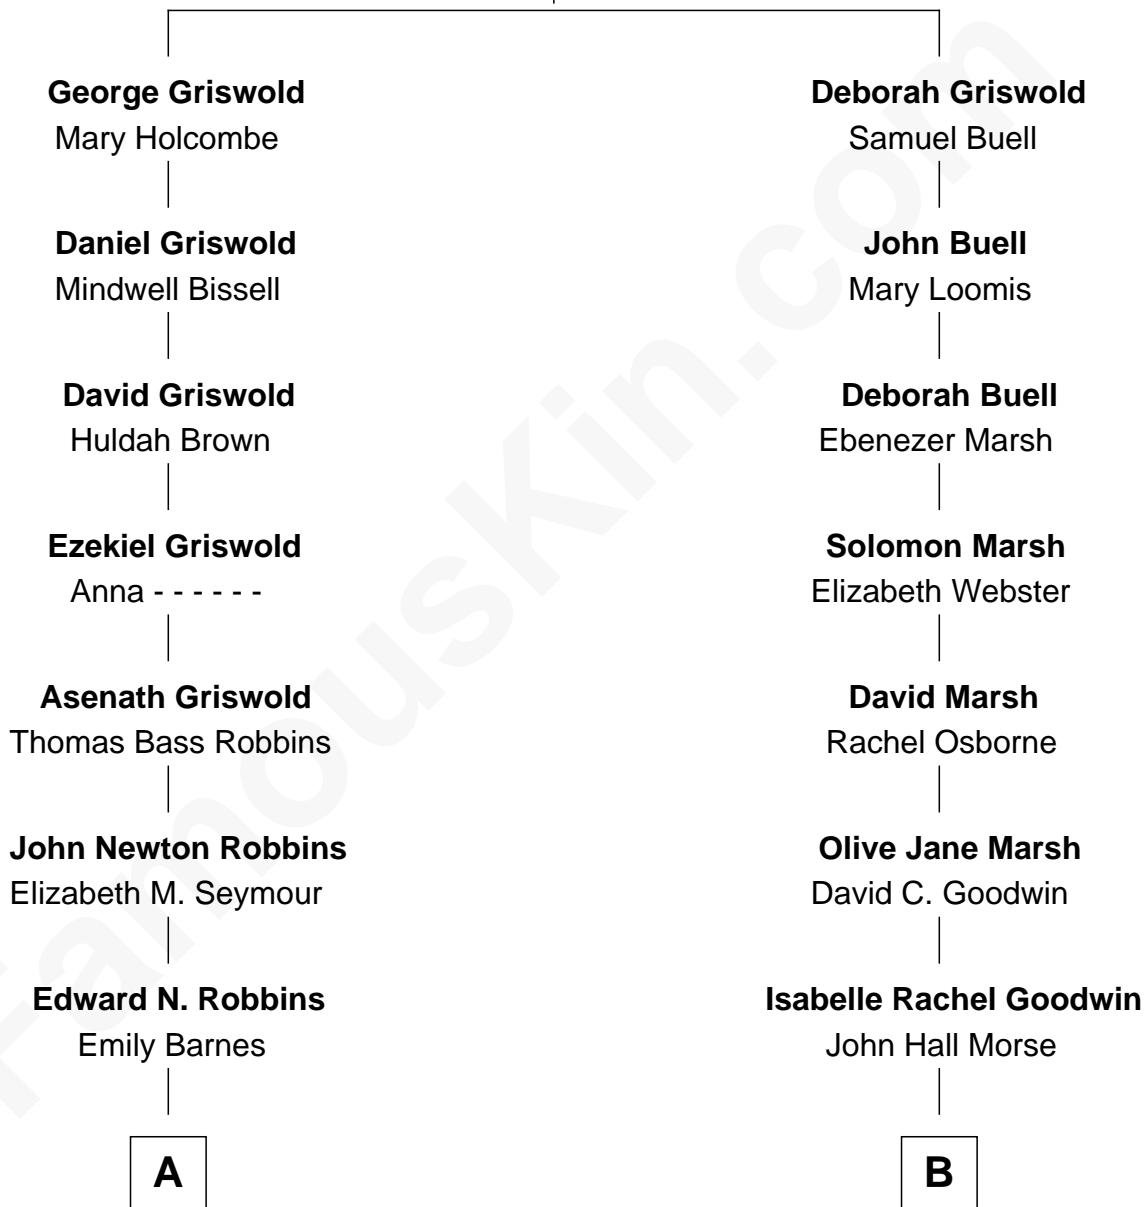 George Griswold
Mary Holcombe
Daniel Griswold
Mindwell Bissell
David Griswold
Huldah Brown
Ezekiel Griswold
Anna - - - - - -
Asenath Griswold
Thomas Bass Robbins
John Newton Robbins
Elizabeth M. Seymour
Edward N. Robbins
Emily Barnes
A
Deborah Griswold
Samuel Buell
John Buell
Mary Loomis
Deborah Buell
Ebenezer Marsh
Solomon Marsh
Elizabeth Webster
David Marsh
Rachel Osborne
Olive Jane Marsh
David C. Goodwin
Isabelle Rachel Goodwin
John Hall Morse
B
FamousKin.com